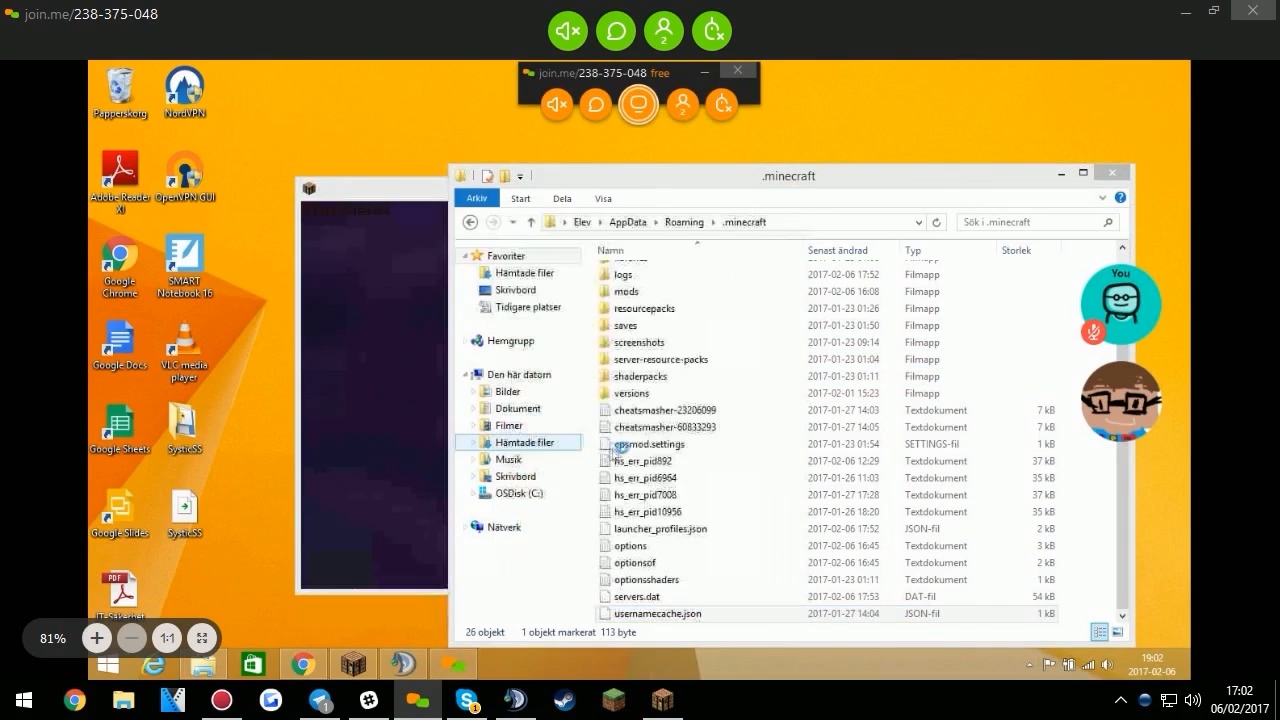 join.me/238-375-048
2
join.me/238-375-048 free
2
Papperskorg
NordVPN
Adobe Reader XI
OpenVPN GUI
Google Chrome
SMART Notebook 16
Google Docs
VLC media player
Google Sheets
SysticSS
Google Slides
SysticSS
PDF
IT-Säkerhet
.minecraft
Arkiv
Start
Dela
Visa
Elev
AppData
Roaming
.minecraft
Sök i .minecraft
Namn
Senast ändrad
Typ
Storlek
Favoriter
Hämtade filer
Skrivbord
Tidigare platser
Hemgrupp
Den här datorn
Bilder
Dokument
Filmer
Hämtade filer
Musik
Skrivbord
OSDisk (C:)
Nätverk
logs 2017-02-06 17:52 Filmapp
mods 2017-02-06 16:08 Filmapp
resourcepacks 2017-01-23 01:26 Filmapp
saves 2017-01-23 01:50 Filmapp
screenshots 2017-01-23 09:14 Filmapp
server-resource-packs 2017-01-23 01:04 Filmapp
shaderpacks 2017-01-23 01:11 Filmapp
versions 2017-02-01 15:23 Filmapp
cheatsmasher-23206099 2017-01-27 14:03 Textdokument 7 kB
cheatsmasher-60833293 2017-01-27 14:05 Textdokument 7 kB
cpsmod.settings 2017-01-23 01:54 SETTINGS-fil 1 kB
hs_err_pid892 2017-02-06 12:29 Textdokument 37 kB
hs_err_pid6964 2017-01-26 11:03 Textdokument 35 kB
hs_err_pid7008 2017-01-27 17:28 Textdokument 37 kB
hs_err_pid10956 2017-01-26 18:20 Textdokument 35 kB
launcher_profiles.json 2017-02-06 17:52 JSON-fil 2 kB
options 2017-02-06 16:45 Textdokument 3 kB
optionsof 2017-02-06 16:45 Textdokument 2 kB
optionsshaders 2017-01-23 01:11 Textdokument 1 kB
servers.dat 2017-02-06 17:53 DAT-fil 54 kB
usernamecache.json 2017-01-27 14:04 JSON-fil 1 kB
26 objekt 1 objekt markerat 113 byte
You
81%
1:1
19:02
2017-02-06
1
1
17:02
06/02/2017